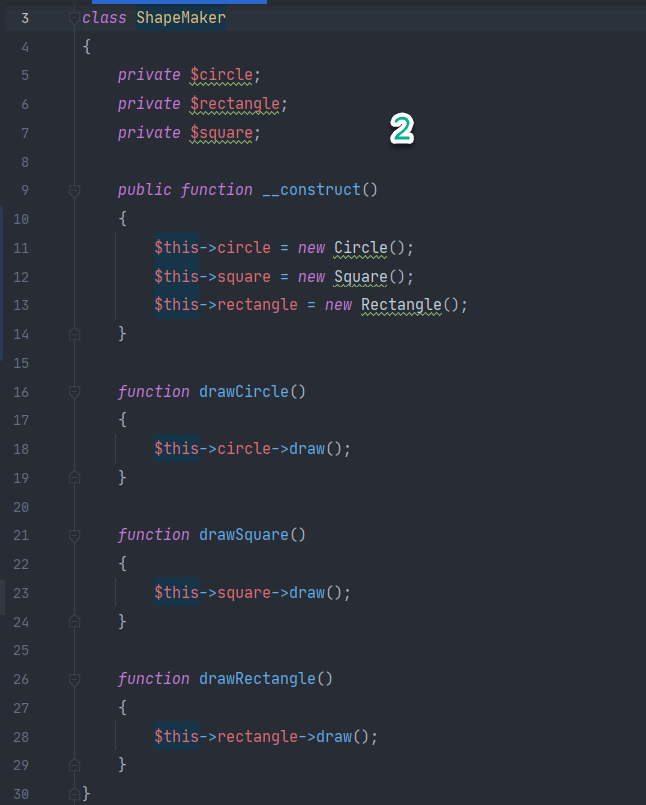 3 class ShapeMaker
4 {
5     private $circle;
6     private $rectangle;
7     private $square;
2
8
9     public function __construct()
10     {
11         $this->circle = new Circle();
12         $this->square = new Square();
13         $this->rectangle = new Rectangle();
14     }
15
16     function drawCircle()
17     {
18         $this->circle->draw();
19     }
20
21     function drawSquare()
22     {
23         $this->square->draw();
24     }
25
26     function drawRectangle()
27     {
28         $this->rectangle->draw();
29     }
30 }